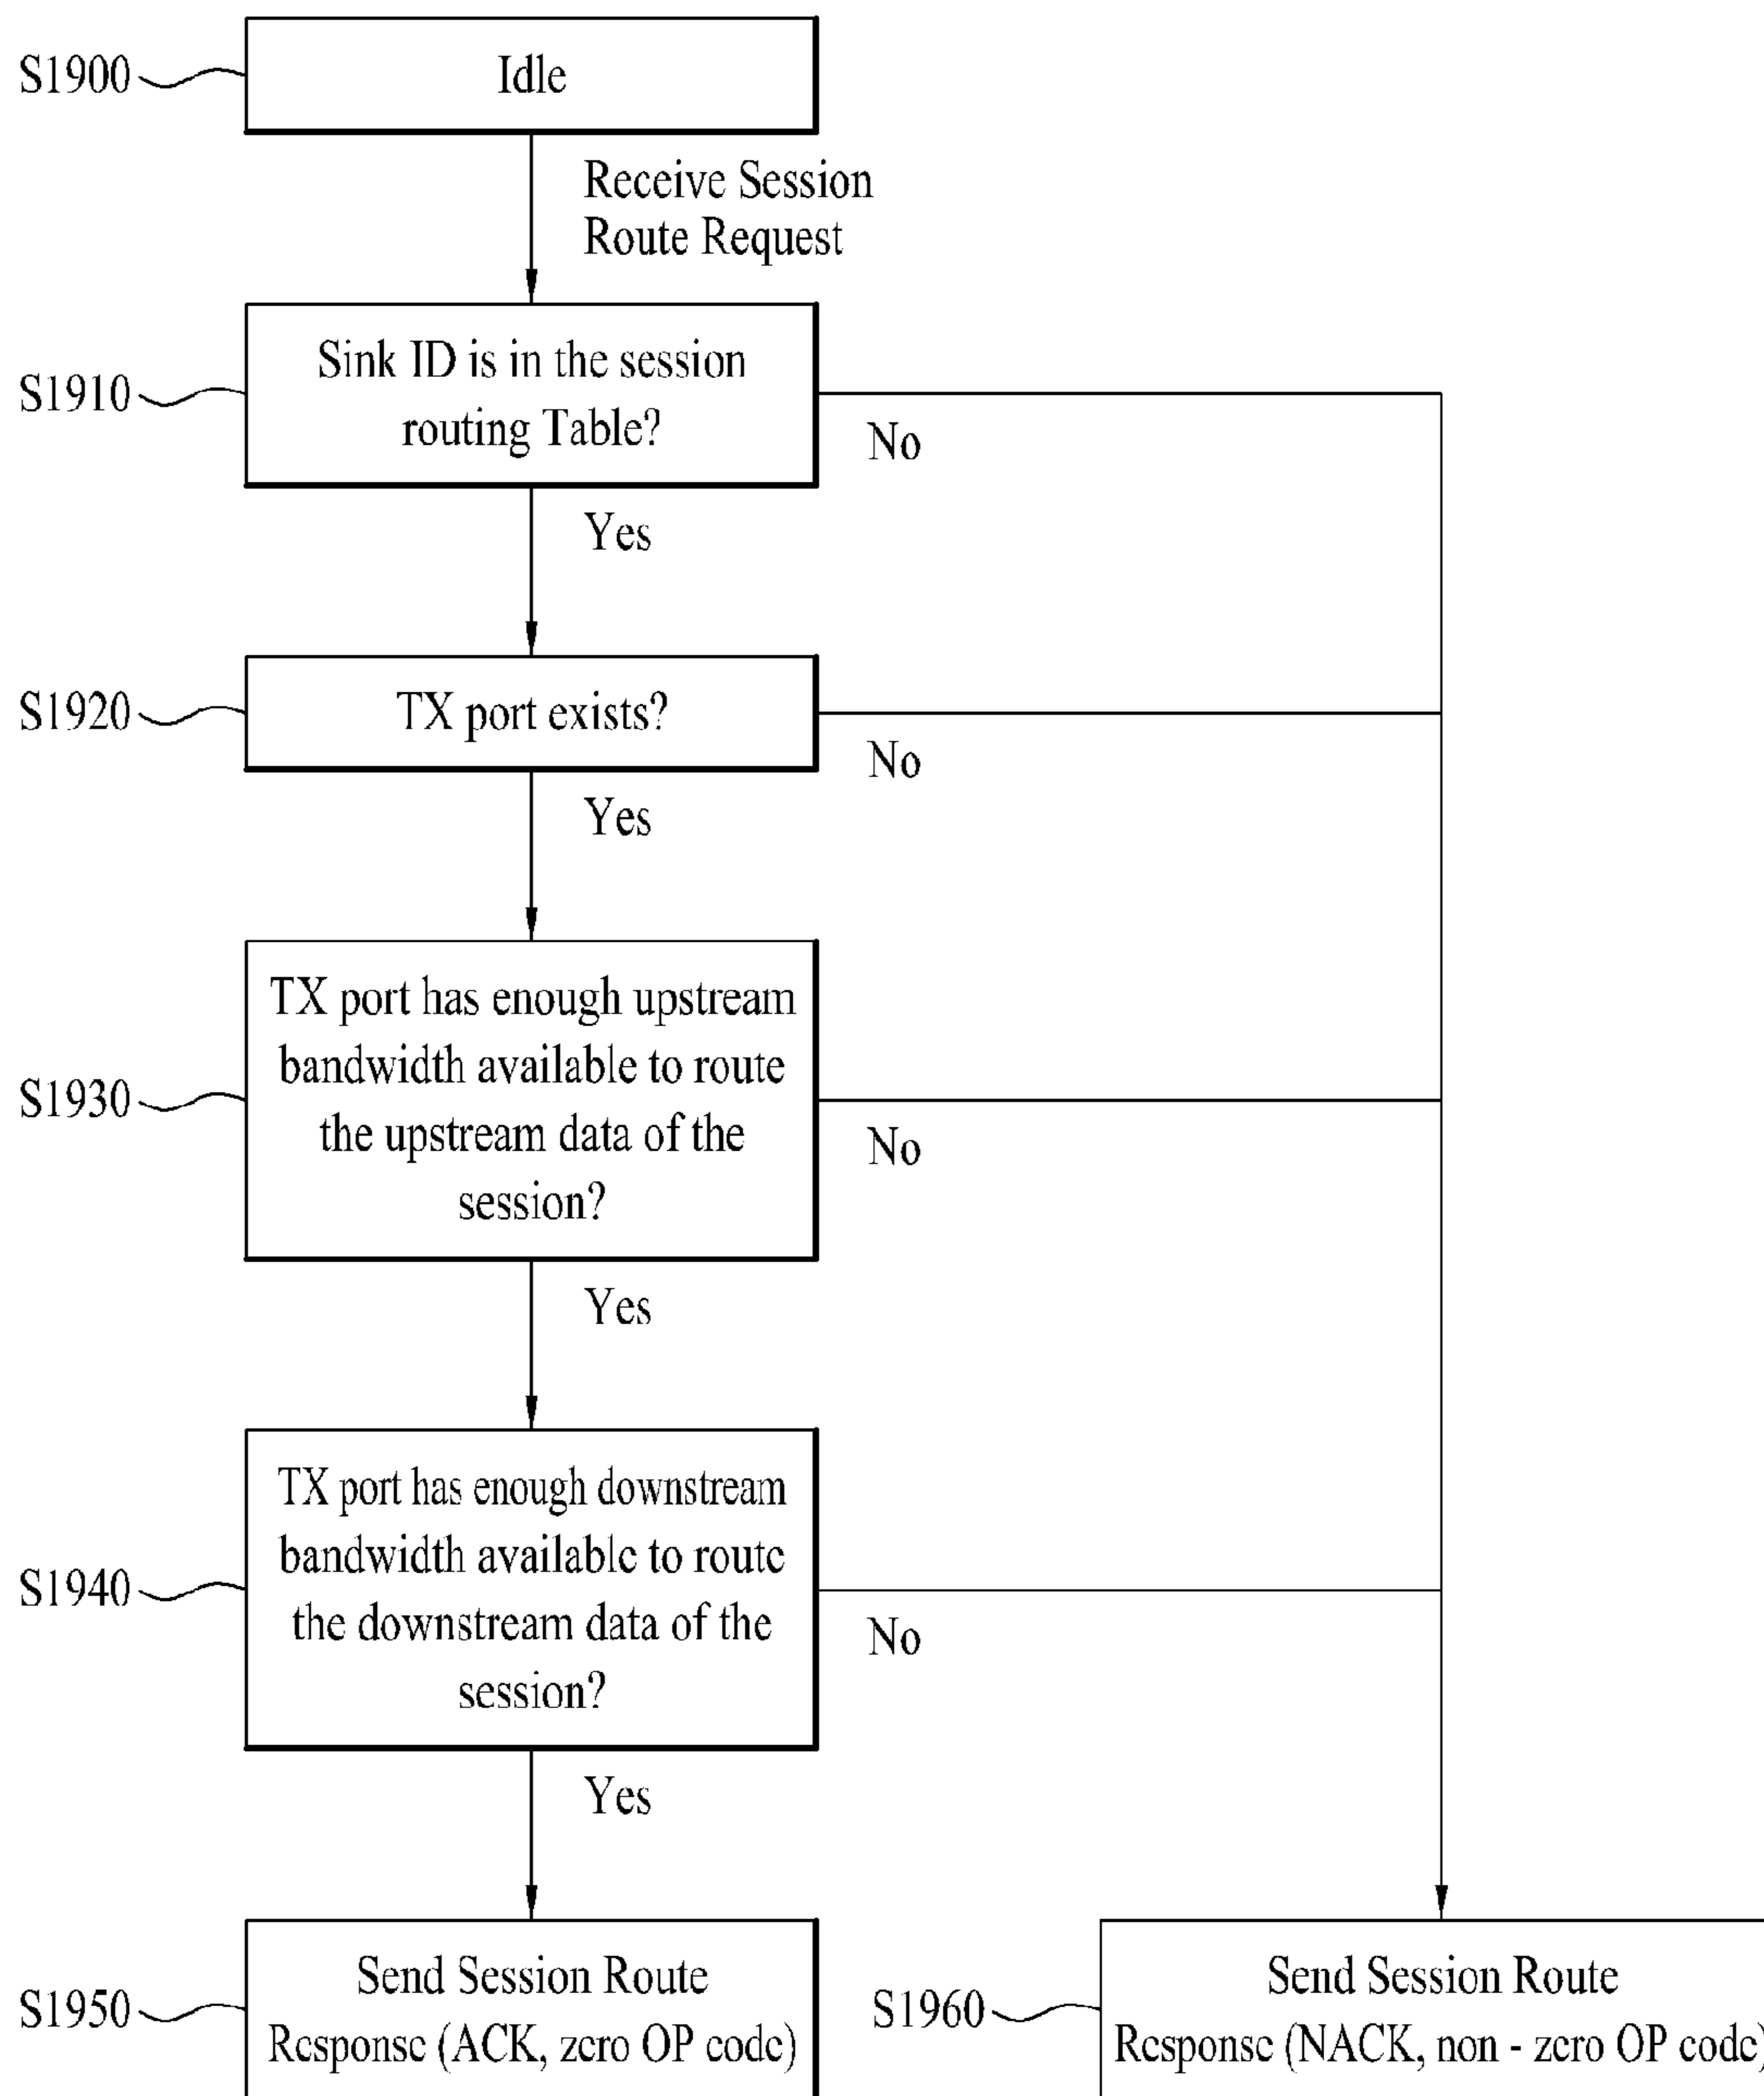 S1900
Idle
Receive Session
Route Request
S1910
Sink ID is in the session
routing Table?
No
Yes
S1920
TX port exists?
No
Yes
S1930
TX port has enough upstream
bandwidth available to route
the upstream data of the
session?
No
Yes
S1940
TX port has enough downstream
bandwidth available to route
the downstream data of the
session?
No
Yes
S1950
Send Session Route
Response (ACK, zero OP code)
S1960
Send Session Route
Response (NACK, non - zero OP code)